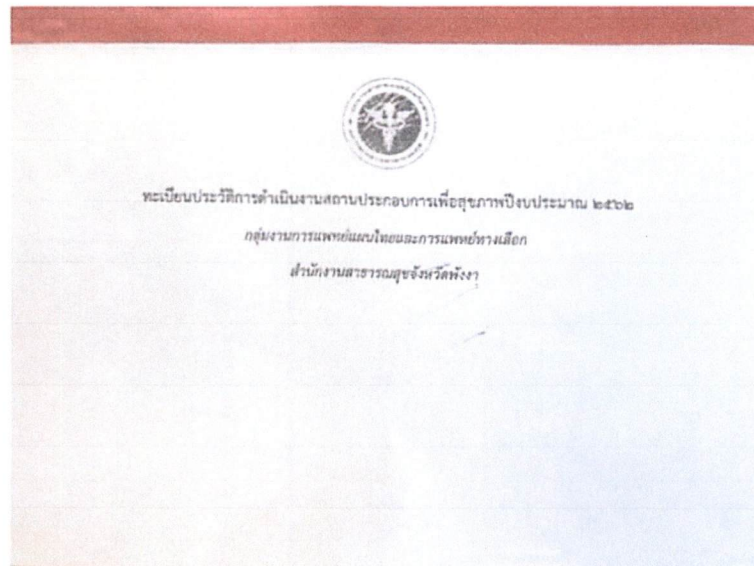 ทะเบียนประวัติการดำเนินงานสถานประกอบการเพื่อสุขภาพปีงบประมาณ ๒๕๖๒
กลุ่มงานการแพทย์แผนไทยและการแพทย์ทางเลือก
สำนักงานสาธารณสุขจังหวัดพังงา